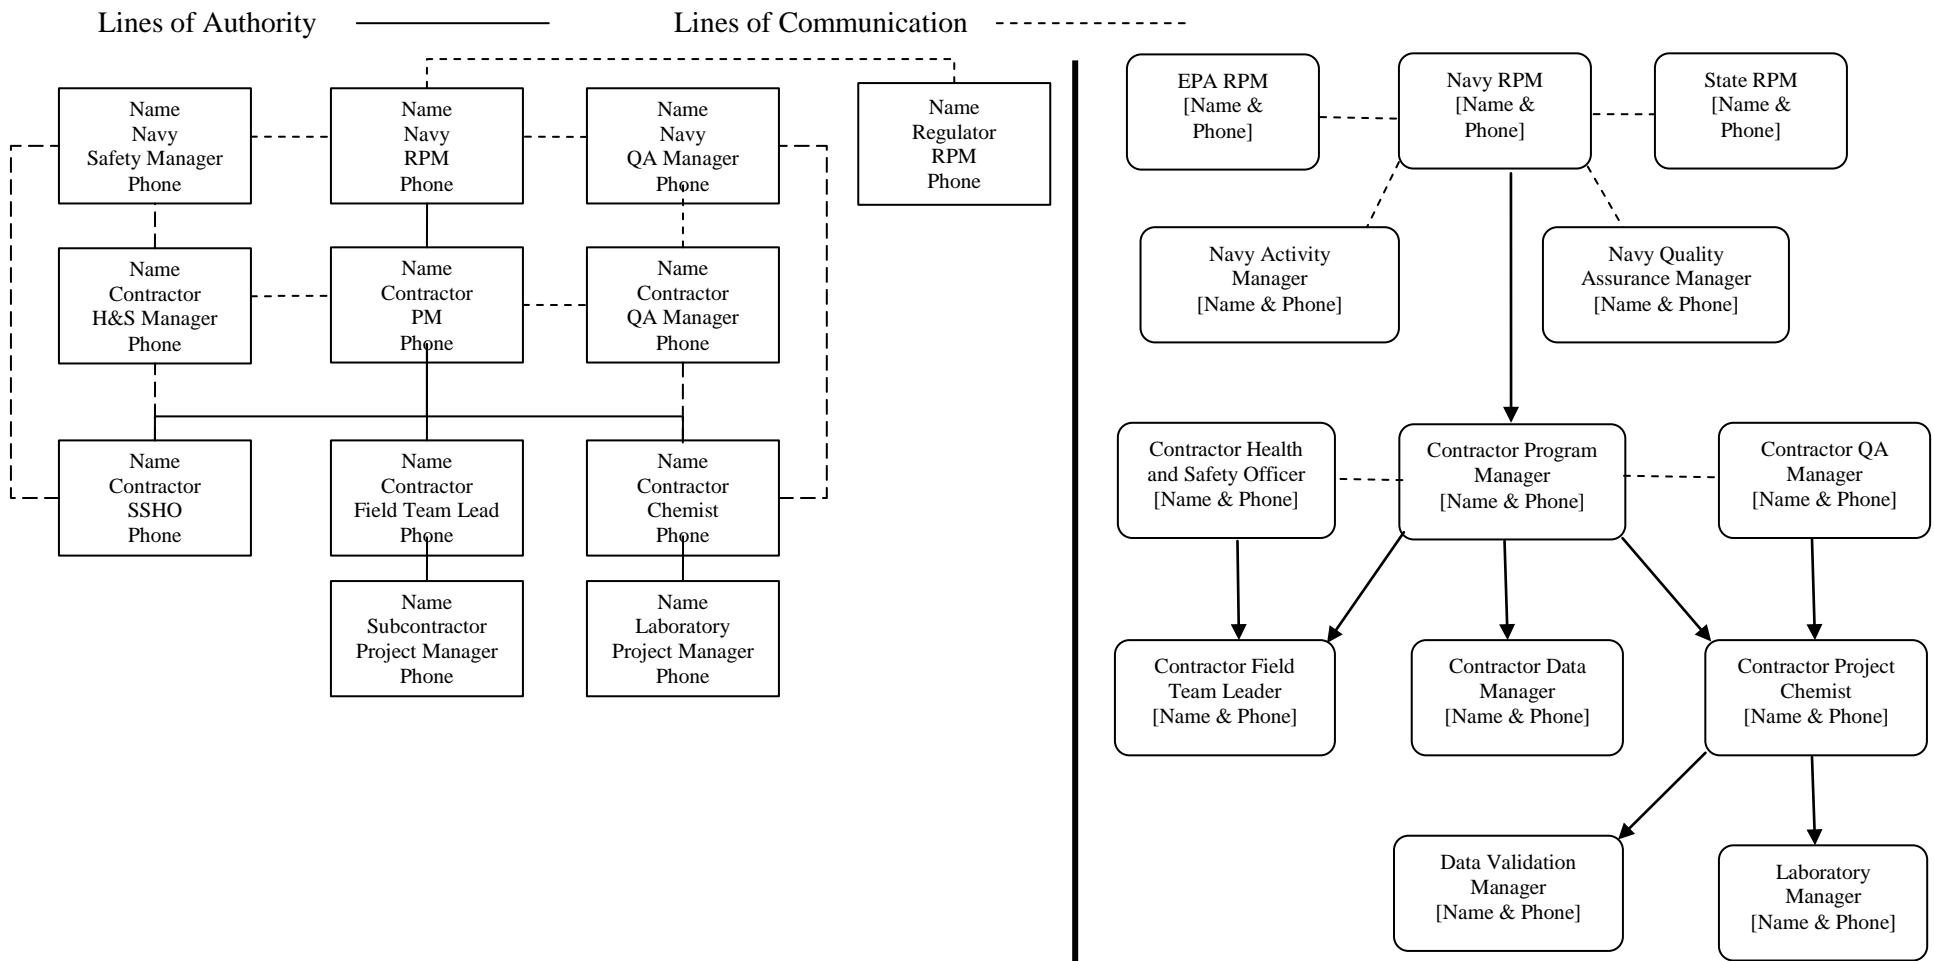 Lines of Authority
Lines of Communication
Name
Navy
Safety Manager
Phone
Name
Navy
RPM
Phone
Name
Navy
QA Manager
Phone
Name
Regulator
RPM
Phone
Name
Contractor
H&S Manager
Phone
Name
Contractor
PM
Phone
Name
Contractor
QA Manager
Phone
Name
Contractor
SSHO
Phone
Name
Contractor
Field Team Lead
Phone
Name
Contractor
Chemist
Phone
Name
Subcontractor
Project Manager
Phone
Name
Laboratory
Project Manager
Phone
EPA RPM
[Name &
Phone]
Navy RPM
[Name &
Phone]
State RPM
[Name &
Phone]
Navy Activity
Manager
[Name & Phone]
Navy Quality
Assurance Manager
[Name & Phone]
Contractor Health
and Safety Officer
[Name & Phone]
Contractor Program
Manager
[Name & Phone]
Contractor QA
Manager
[Name & Phone]
Contractor Field
Team Leader
[Name & Phone]
Contractor Data
Manager
[Name & Phone]
Contractor Project
Chemist
[Name & Phone]
Data Validation
Manager
[Name & Phone]
Laboratory
Manager
[Name & Phone]